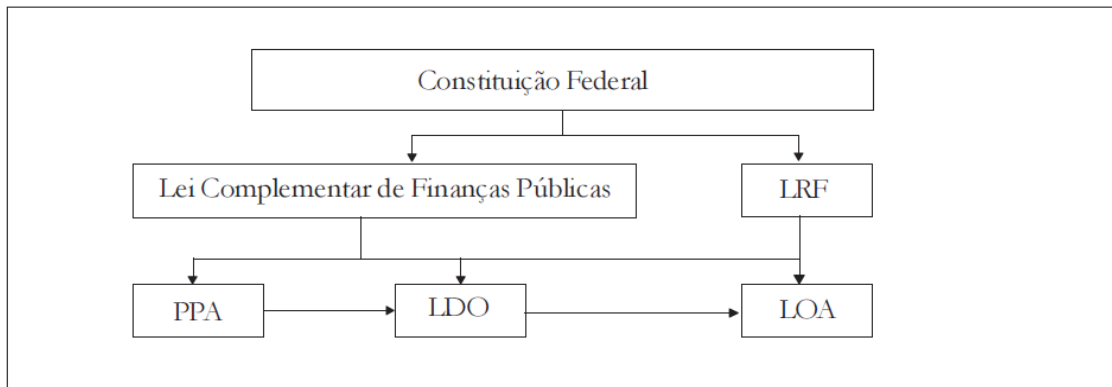 Constituição Federal
Lei Complementar de Finanças Públicas
LRF
PPA
LDO
LOA